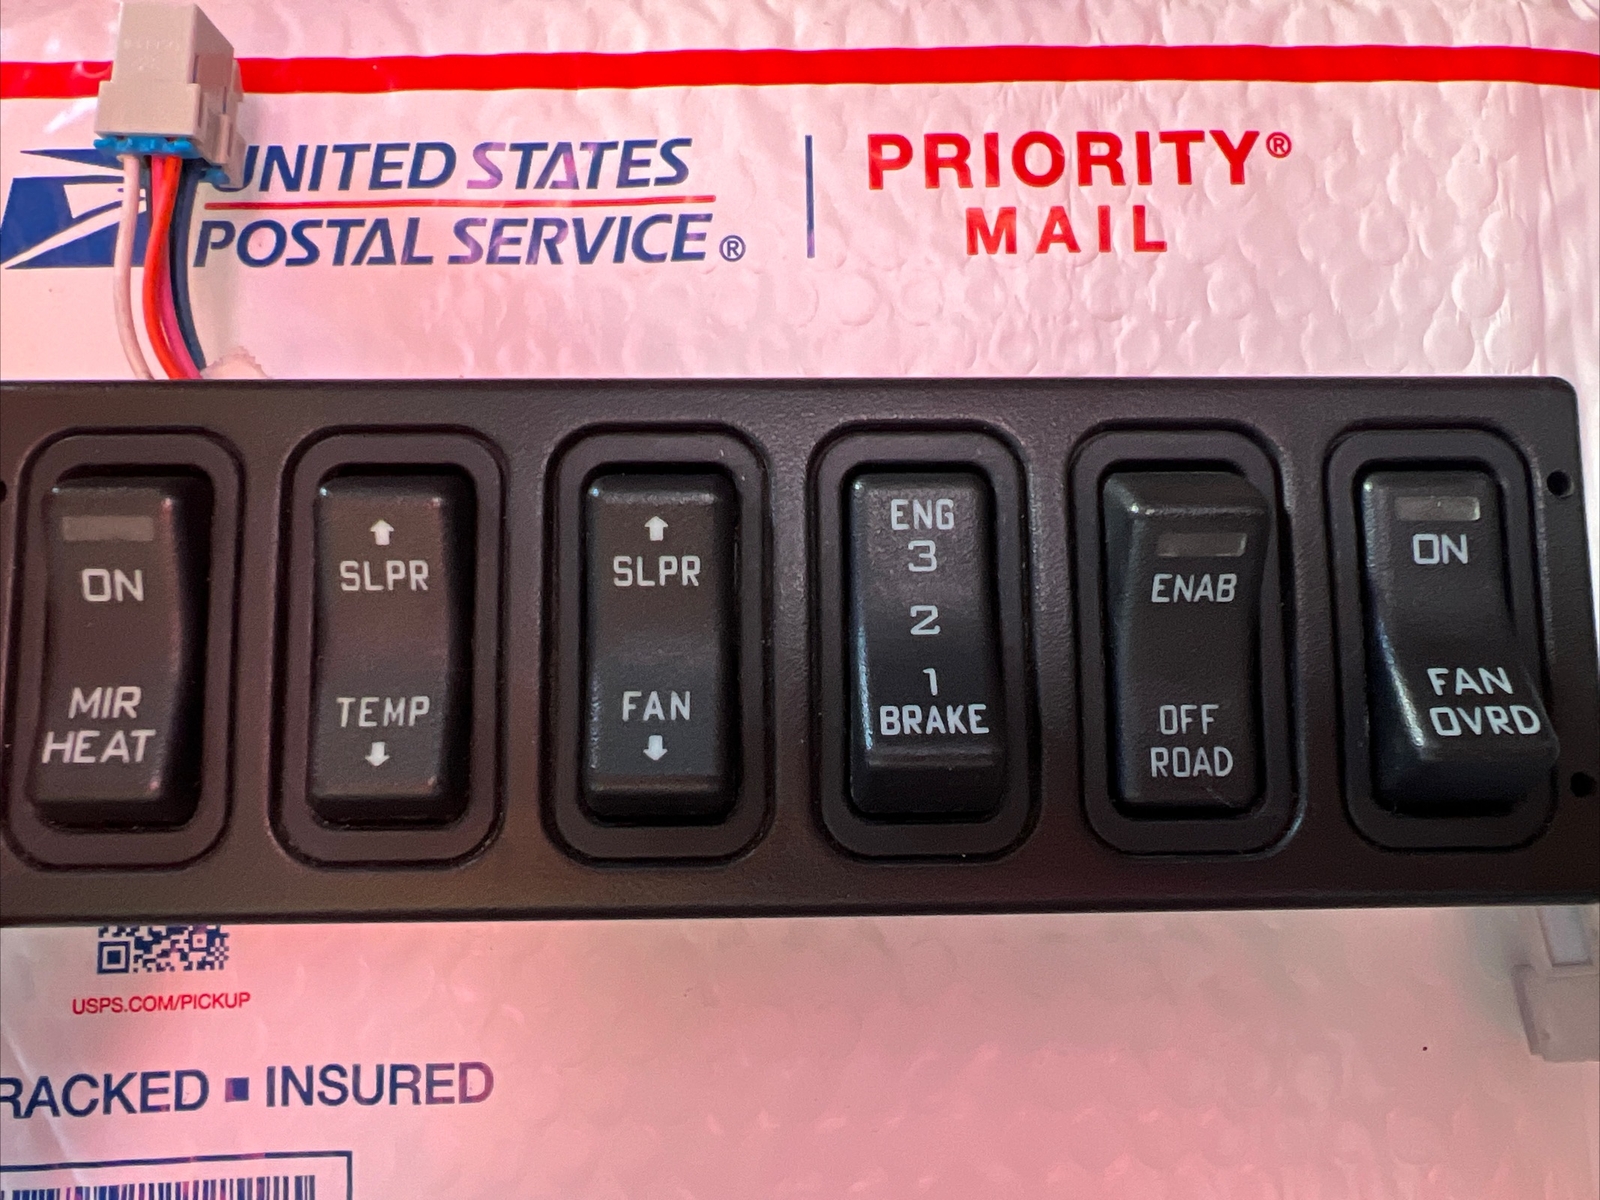 UNITED STATES
POSTAL SERVICE®
PRIORITY®
MAIL
ON
MIR
HEAT
SLPR
TEMP
SLPR
FAN
ENG
3
2
1
BRAKE
ENAB
OFF
ROAD
ON
FAN
OVRD
USPS.COM/PICKUP
RACKED ■ INSURED